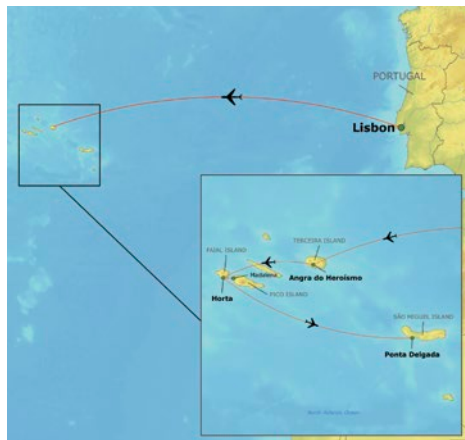 PORTUGAL
Lisbon
TERCEIRA ISLAND
FAIAL ISLAND
Madalena
Angra do Heroísmo
PICO ISLAND
Horta
SÃO MIGUEL ISLAND
Ponta Delgada
North Atlantic Ocean